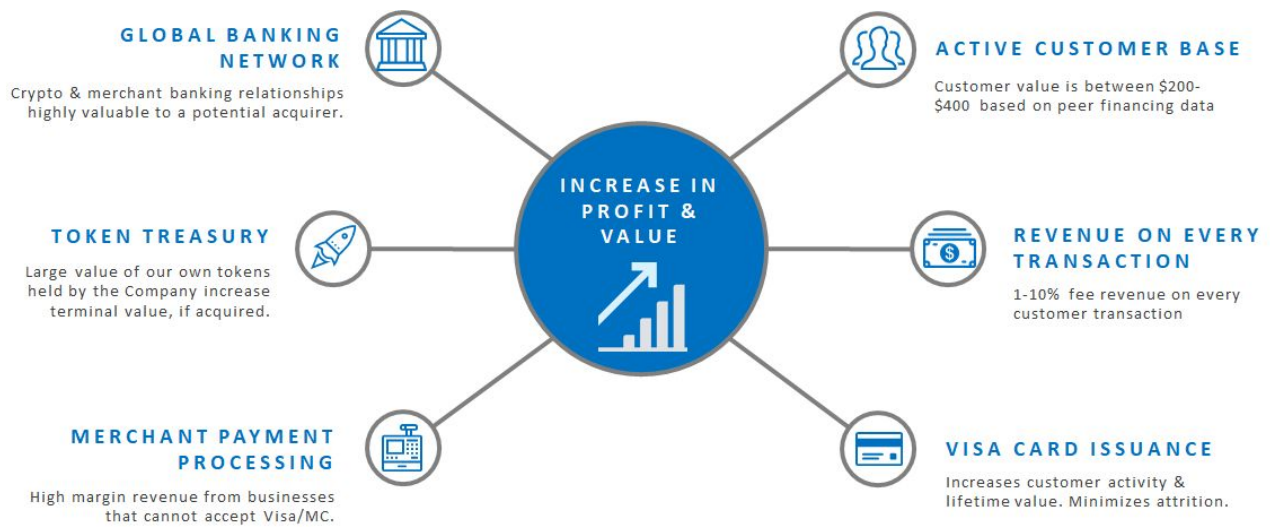 GLOBAL BANKING
NETWORK
Crypto & merchant banking relationships
highly valuable to a potential acquirer.
TOKEN TREASURY
Large value of our own tokens
held by the Company increase
terminal value, if acquired.
MERCHANT PAYMENT
PROCESSING
High margin revenue from businesses
that cannot accept Visa/MC.
INCREASE IN
PROFIT &
VALUE
ACTIVE CUSTOMER BASE
Customer value is between $200-
$400 based on peer financing data
REVENUE ON EVERY
TRANSACTION
$
1-10% fee revenue on every
customer transaction
VISA CARD ISSUANCE
Increases customer activity &
lifetime value. Minimizes attrition.